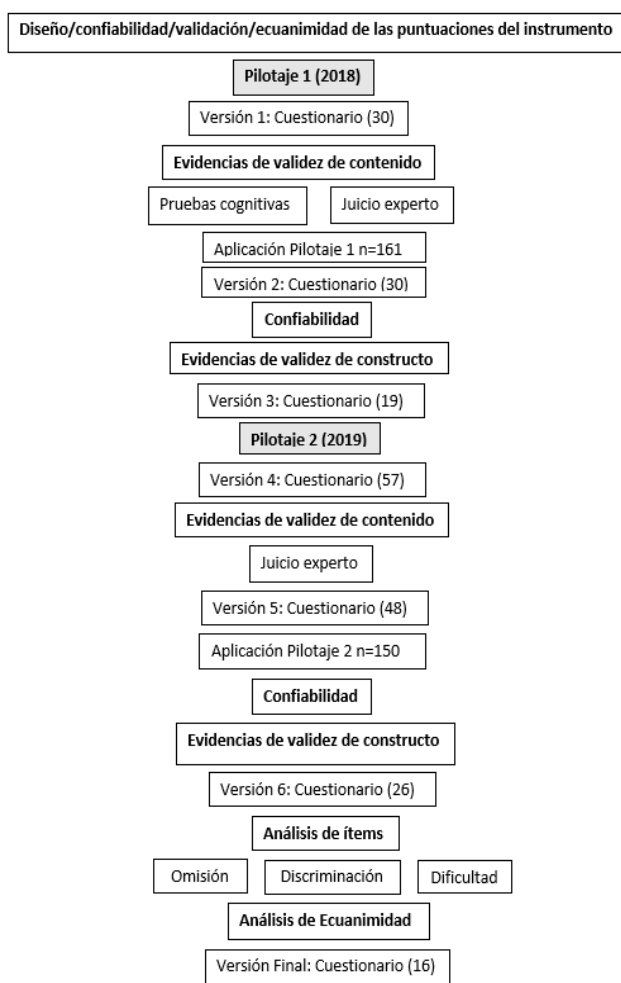 Diseño/confiabilidad/validación/ecuanimidad de las puntuaciones del instrumento
Pilotaje 1 (2018)
Versión 1: Cuestionario (30)
Evidencias de validez de contenido
Pruebas cognitivas
Juicio experto
Aplicación Pilotaje 1 n=161
Versión 2: Cuestionario (30)
Confiabilidad
Evidencias de validez de constructo
Versión 3: Cuestionario (19)
Pilotaje 2 (2019)
Versión 4: Cuestionario (57)
Evidencias de validez de contenido
Juicio experto
Versión 5: Cuestionario (48)
Aplicación Pilotaje 2 n=150
Confiabilidad
Evidencias de validez de constructo
Versión 6: Cuestionario (26)
Análisis de ítems
Omisión
Discriminación
Dificultad
Análisis de Ecuanimidad
Versión Final: Cuestionario (16)